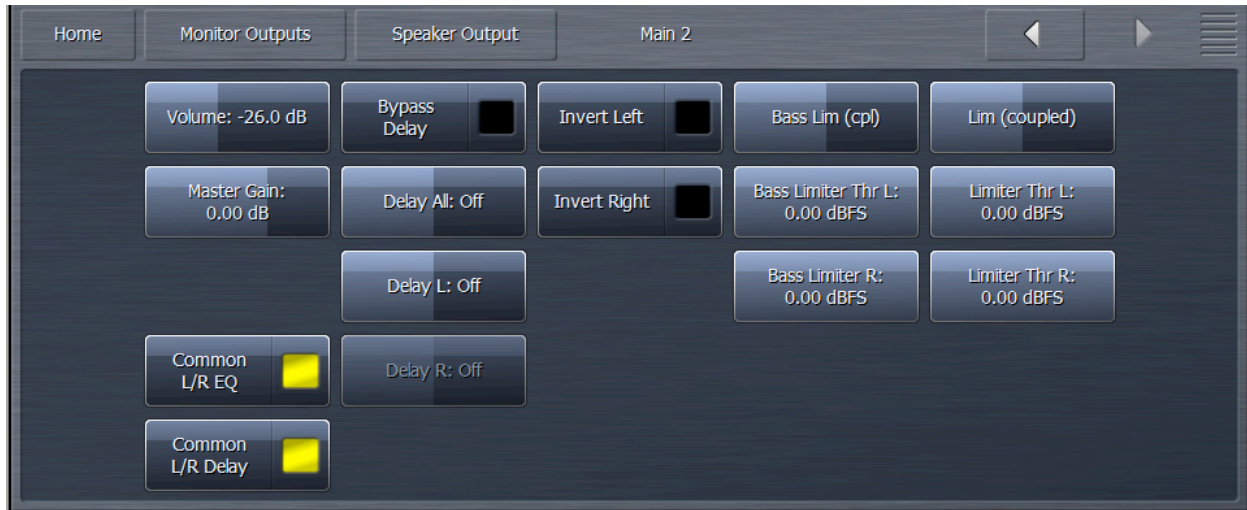 Home
Monitor Outputs
Speaker Output
Main 2
Volume: -26.0 dB
Bypass
Delay
Invert Left
Bass Lim (cpl)
Lim (coupled)
Master Gain:
0.00 dB
Delay All: Off
Invert Right
Bass Limiter Thr L:
0.00 dBFS
Limiter Thr L:
0.00 dBFS
Delay L: Off
Bass Limiter R:
0.00 dBFS
Limiter Thr R:
0.00 dBFS
Common
L/R EQ
Delay R: Off
Common
L/R Delay